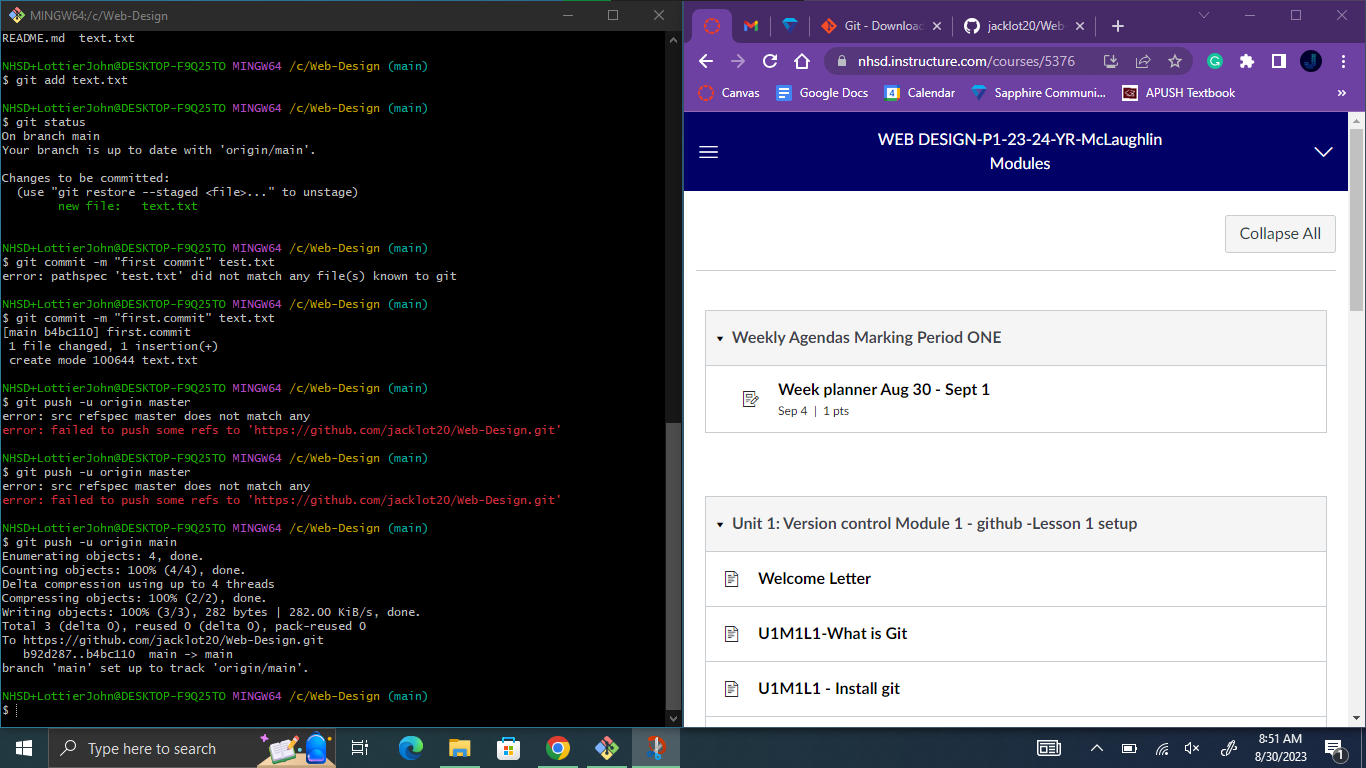 MINGW64:/c/Web-Design
README.md  text.txt
NHSD+LottierJohn@DESKTOP-F9Q25TO MINGW64 /c/Web-Design (main)
$ git add text.txt
NHSD+LottierJohn@DESKTOP-F9Q25TO MINGW64 /c/Web-Design (main)
$ git status
On branch main
Your branch is up to date with 'origin/main'.
Changes to be committed:
  (use "git restore --staged <file>..." to unstage)
        new file:   text.txt
NHSD+LottierJohn@DESKTOP-F9Q25TO MINGW64 /c/Web-Design (main)
$ git commit -m "first commit" test.txt
error: pathspec 'test.txt' did not match any file(s) known to git
NHSD+LottierJohn@DESKTOP-F9Q25TO MINGW64 /c/Web-Design (main)
$ git commit -m "first.commit" text.txt
[main b4bc110] first.commit
 1 file changed, 1 insertion(+)
 create mode 100644 text.txt
NHSD+LottierJohn@DESKTOP-F9Q25TO MINGW64 /c/Web-Design (main)
$ git push -u origin master
error: src refspec master does not match any
error: failed to push some refs to 'https://github.com/jacklot20/Web-Design.git'
NHSD+LottierJohn@DESKTOP-F9Q25TO MINGW64 /c/Web-Design (main)
$ git push -u origin master
error: src refspec master does not match any
error: failed to push some refs to 'https://github.com/jacklot20/Web-Design.git'
NHSD+LottierJohn@DESKTOP-F9Q25TO MINGW64 /c/Web-Design (main)
$ git push -u origin main
Enumerating objects: 4, done.
Counting objects: 100% (4/4), done.
Delta compression using up to 4 threads
Compressing objects: 100% (2/2), done.
Writing objects: 100% (3/3), 282 bytes | 282.00 KiB/s, done.
Total 3 (delta 0), reused 0 (delta 0), pack-reused 0
To https://github.com/jacklot20/Web-Design.git
   b92d287..b4bc110  main -> main
branch 'main' set up to track 'origin/main'.
NHSD+LottierJohn@DESKTOP-F9Q25TO MINGW64 /c/Web-Design (main)
$
Git - Download
jacklot20/Web-
nhsd.instructure.com/courses/5376
Canvas
Google Docs
Calendar
Sapphire Communi...
APUSH Textbook
WEB DESIGN-P1-23-24-YR-McLaughlin
Modules
Collapse All
Weekly Agendas Marking Period ONE
Week planner Aug 30 - Sept 1
Sep 4 | 1 pts
Unit 1: Version control Module 1 - github -Lesson 1 setup
Welcome Letter
U1M1L1-What is Git
U1M1L1 - Install git
Type here to search
8:51 AM
8/30/2023
1